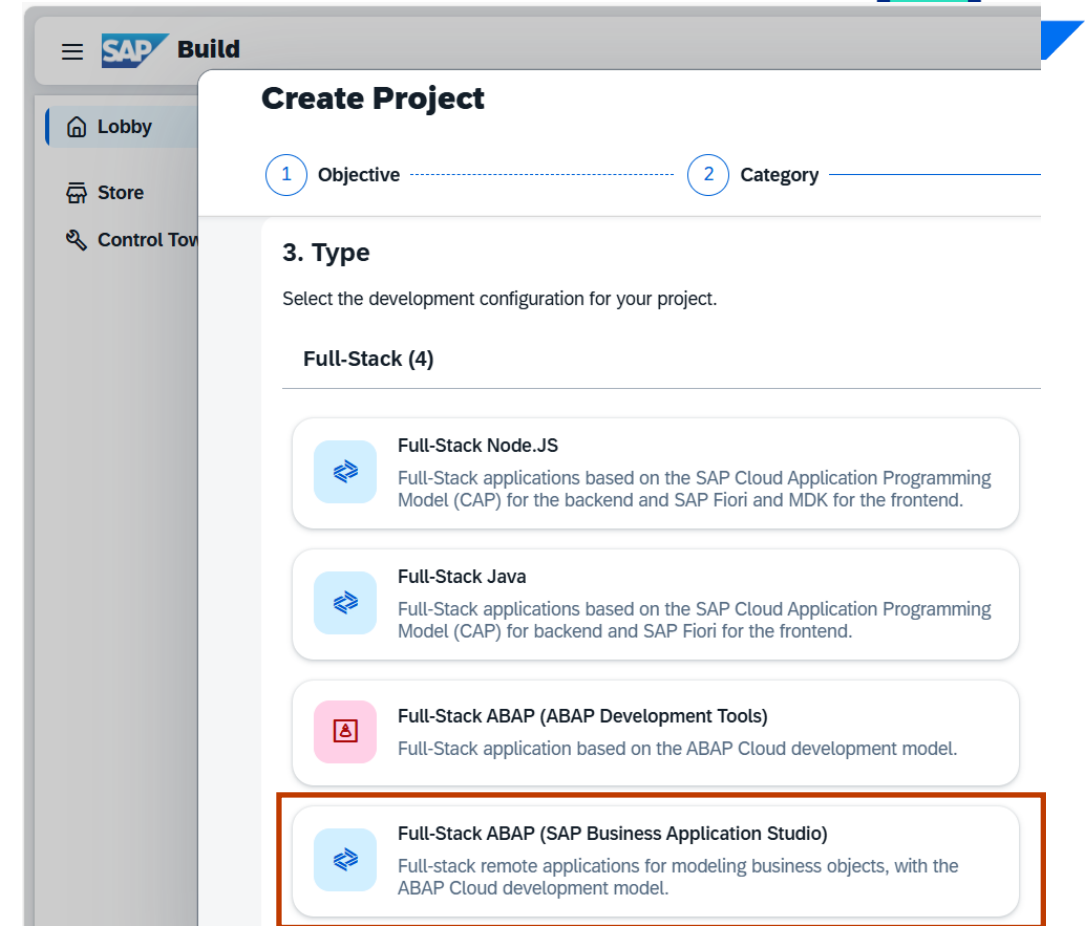 SAP Build
Create Project
Lobby
1 Objective 2 Category
Store
Control Tow
3. Type
Select the development configuration for your project.
Full-Stack (4)
Full-Stack Node.JS
Full-Stack applications based on the SAP Cloud Application Programming
Model (CAP) for the backend and SAP Fiori and MDK for the frontend.
Full-Stack Java
Full-Stack applications based on the SAP Cloud Application Programming
Model (CAP) for backend and SAP Fiori for the frontend.
Full-Stack ABAP (ABAP Development Tools)
Full-Stack application based on the ABAP Cloud development model.
Full-Stack ABAP (SAP Business Application Studio)
Full-stack remote applications for modeling business objects, with the
ABAP Cloud development model.